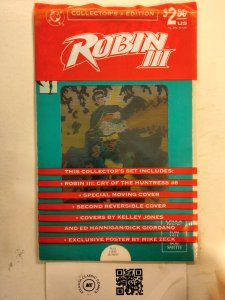 DC
COLLECTOR'S • EDITION
$2.50
US
ROBIN III
THIS COLLECTOR'S SET INCLUDES:
• ROBIN III: CRY OF THE HUNTRESS #6
• SPECIAL MOVING COVER
• SECOND REVERSIBLE COVER
• COVERS BY KELLEY JONES
AND ED HANNIGAN/DICK GIORDANO
• EXCLUSIVE POSTER BY MIKE ZECK